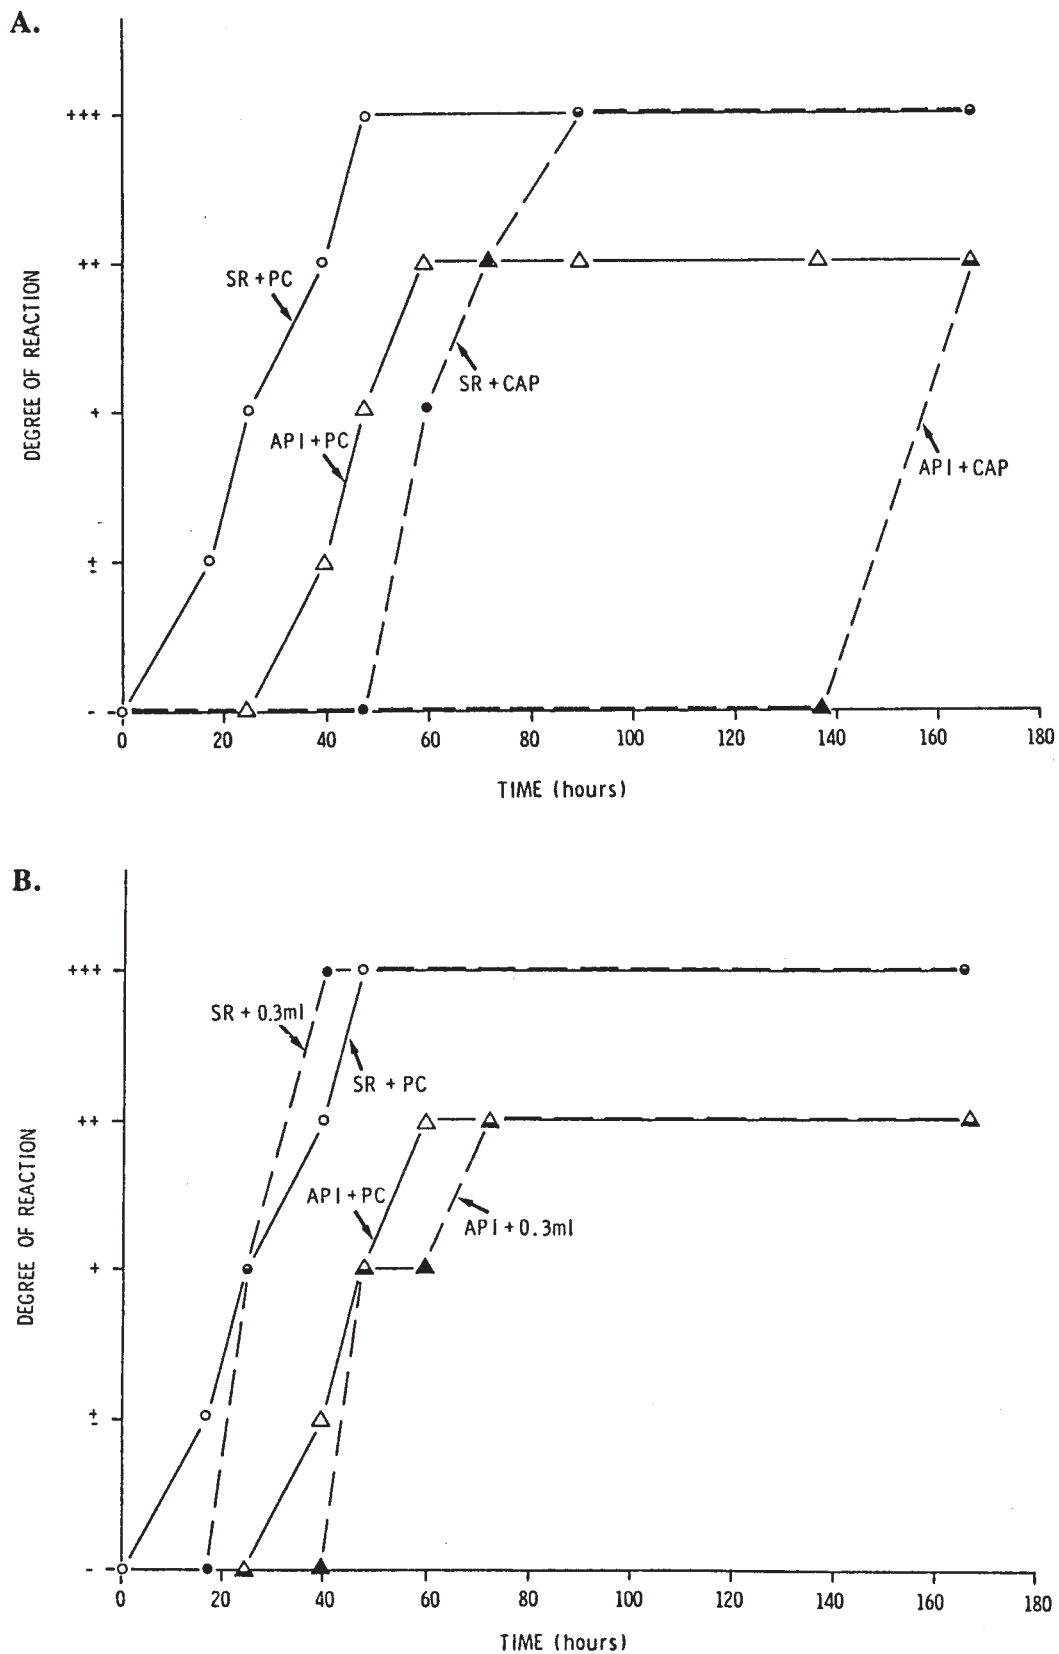 A.
+++
++
+
±
-
DEGREE OF REACTION
SR + PC
API + PC
SR + CAP
API + CAP
0 20 40 60 80 100 120 140 160 180
TIME (hours)
B.
+++
++
+
±
-
DEGREE OF REACTION
SR + 0.3ml
SR + PC
API + PC
API + 0.3ml
0 20 40 60 80 100 120 140 160 180
TIME (hours)